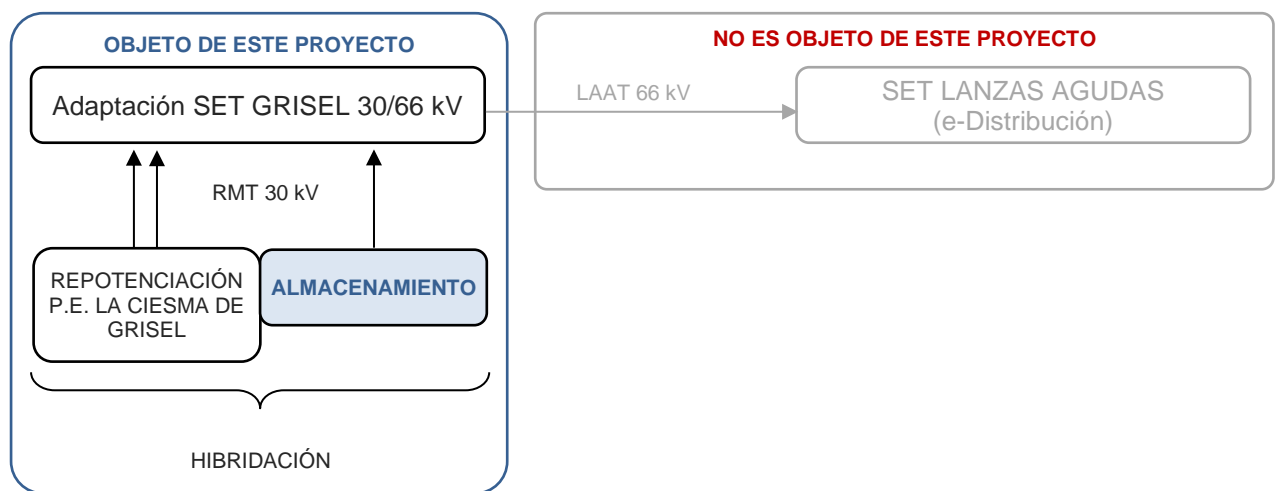 OBJETO DE ESTE PROYECTO
Adaptación SET GRISEL 30/66 kV
RMT 30 kV
REPOTENCIACIÓN
P.E. LA CIESMA DE
GRISEL
ALMACENAMIENTO
HIBRIDACIÓN
NO ES OBJETO DE ESTE PROYECTO
LAAT 66 kV
SET LANZAS AGUDAS
(e-Distribución)